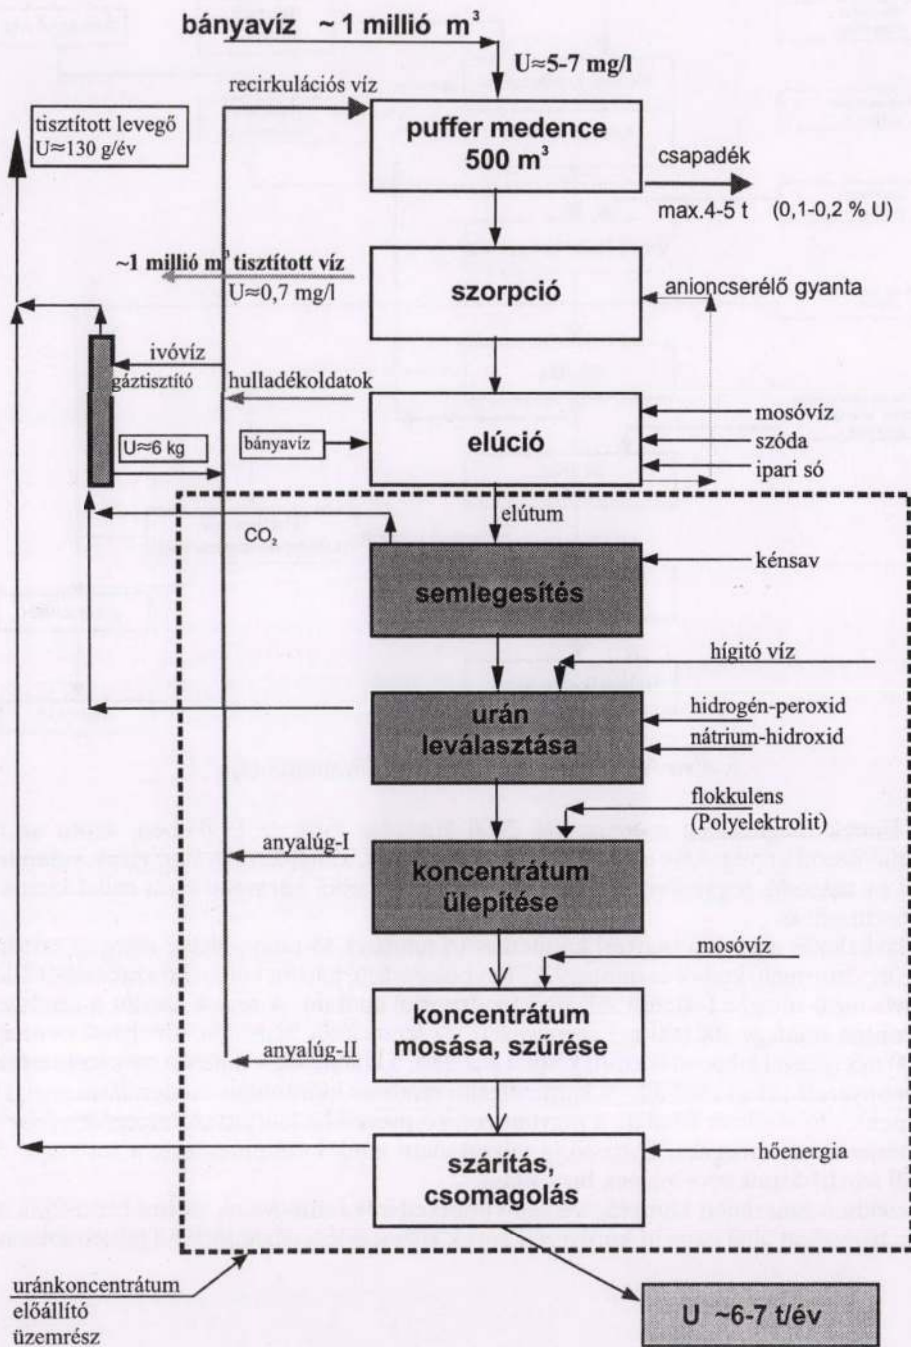 bányavíz ~ 1 millió m³
U≈5-7 mg/l
recirkulációs víz
tisztított levegő
U≈130 g/év
puffer medence
500 m³
csapadék
max.4-5 t (0,1-0,2 % U)
~1 millió m³ tisztított víz
U≈0,7 mg/l
szorpció
anioncserélő gyanta
ivóvíz
gáztisztító
hulladékoldatok
U≈6 kg
bányavíz
elúció
mosóvíz
szóda
ipari só
elútum
CO₂
semlegesítés
kénsav
hígító víz
urán
leválasztása
hidrogén-peroxid
nátrium-hidroxid
flokkulens
(Polyelektrolit)
anyalúg-I
koncentrátum
ülepítése
mosóvíz
koncentrátum
mosása, szűrése
anyalúg-II
szárítás,
csomagolás
hőenergia
uránkoncentrátum
előállító
üzemrész
U ~6-7 t/év